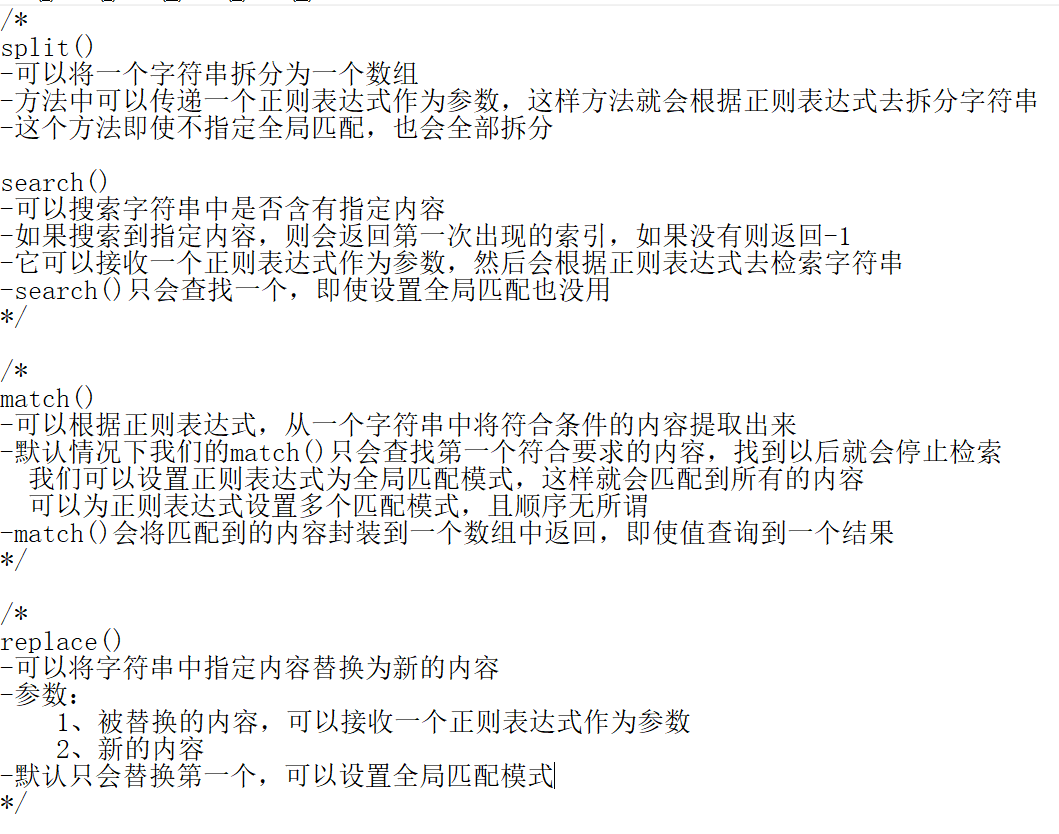 /*
split()
-可以将一个字符串拆分为一个数组
-方法中可以传递一个正则表达式作为参数，这样方法就会根据正则表达式去拆分字符串
-这个方法即使不指定全局匹配，也会全部拆分
search()
-可以搜索字符串中是否含有指定内容
-如果搜索到指定内容，则会返回第一次出现的索引，如果没有则返回-1
-它可以接收一个正则表达式作为参数，然后会根据正则表达式去检索字符串
-search()只会查找一个，即使设置全局匹配也没用
*/
/*
match()
-可以根据正则表达式，从一个字符串中将符合条件的内容提取出来
-默认情况下我们的match()只会查找第一个符合要求的内容，找到以后就会停止检索
我们可以设置正则表达式为全局匹配模式，这样就会匹配到所有的内容
可以为正则表达式设置多个匹配模式，且顺序无所谓
-match()会将匹配到的内容封装到一个数组中返回，即使值查询到一个结果
*/
/*
replace()
-可以将字符串中指定内容替换为新的内容
-参数：
1、被替换的内容，可以接收一个正则表达式作为参数
2、新的内容
-默认只会替换第一个，可以设置全局匹配模式
*/